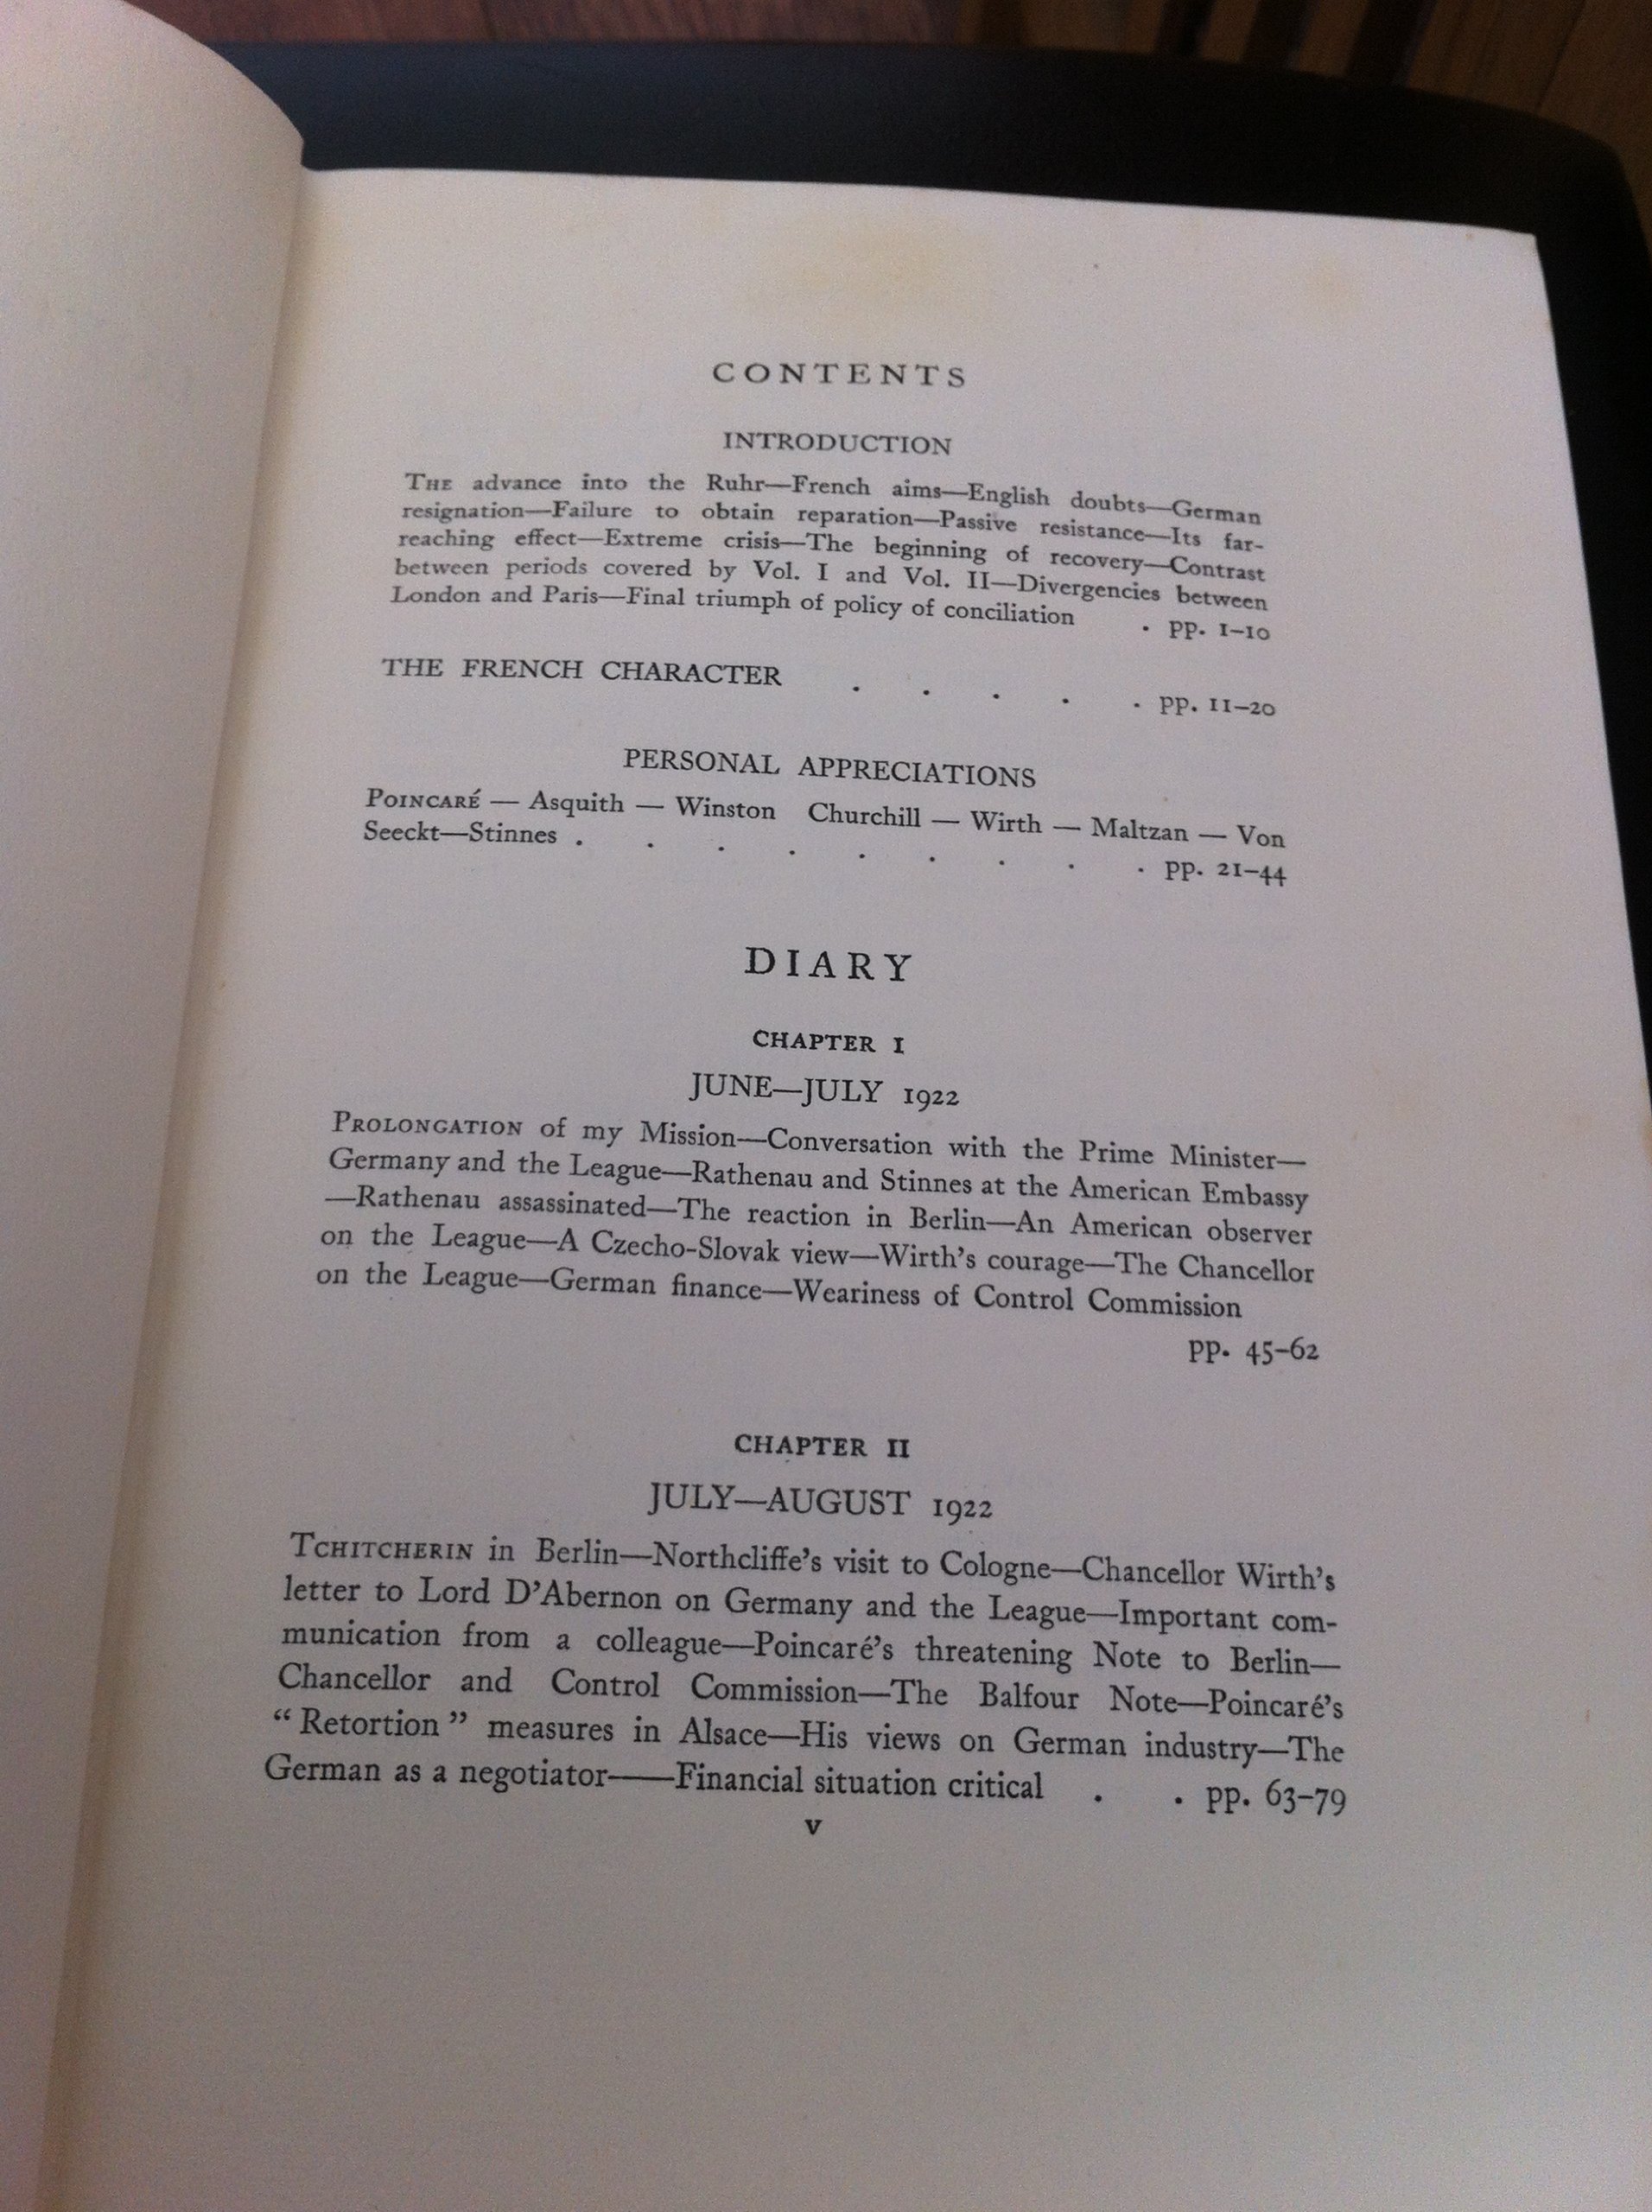 CONTENTS
INTRODUCTION
THE advance into the Ruhr—French aims—English doubts—German
resignation—Failure to obtain reparation—Passive resistance—Its far-
reaching effect—Extreme crisis—The beginning of recovery—Contrast
between periods covered by Vol. I and Vol. II—Divergencies between
London and Paris—Final triumph of policy of conciliation . pp. 1–10
THE FRENCH CHARACTER . . . . . pp. 11–20
PERSONAL APPRECIATIONS
POINCARÉ — Asquith — Winston Churchill — Wirth — Maltzan — Von
Seeckt—Stinnes . . . . . . . . . pp. 21–44
DIARY
CHAPTER I
JUNE—JULY 1922
PROLONGATION of my Mission—Conversation with the Prime Minister—
Germany and the League—Rathenau and Stinnes at the American Embassy
—Rathenau assassinated—The reaction in Berlin—An American observer
on the League—A Czecho-Slovak view—Wirth's courage—The Chancellor
on the League—German finance—Weariness of Control Commission
pp. 45–62
CHAPTER II
JULY—AUGUST 1922
TCHITCHERIN in Berlin—Northcliffe's visit to Cologne—Chancellor Wirth's
letter to Lord D'Abernon on Germany and the League—Important com-
munication from a colleague—Poincaré's threatening Note to Berlin—
Chancellor and Control Commission—The Balfour Note—Poincaré's
“ Retortion ” measures in Alsace—His views on German industry—The
German as a negotiator——Financial situation critical . . pp. 63–79
v